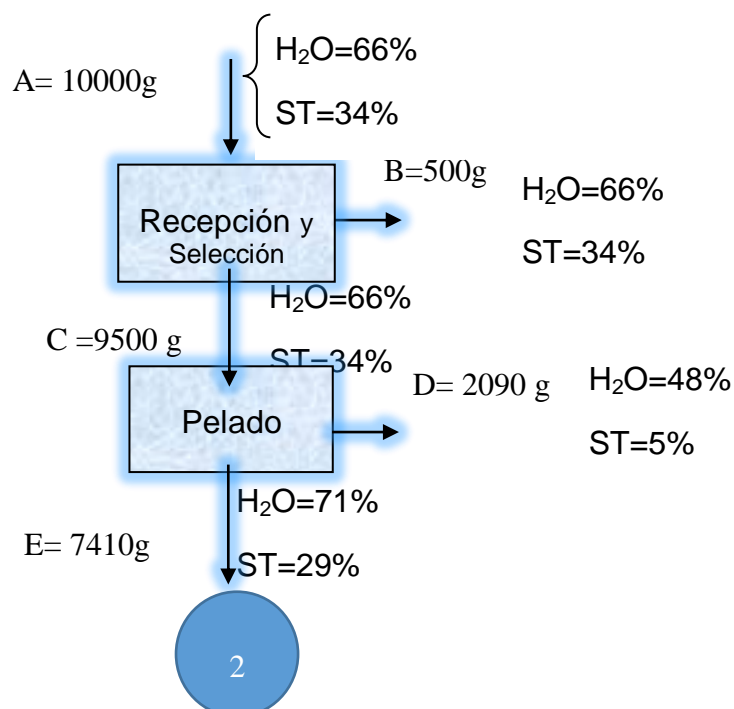 H₂O=66%
A= 10000g
ST=34%
B=500g
H₂O=66%
Recepción y
Selección
ST=34%
H₂O=66%
C =9500 g
ST=34%
D= 2090 g
H₂O=48%
Pelado
ST=5%
H₂O=71%
E= 7410g
ST=29%
2